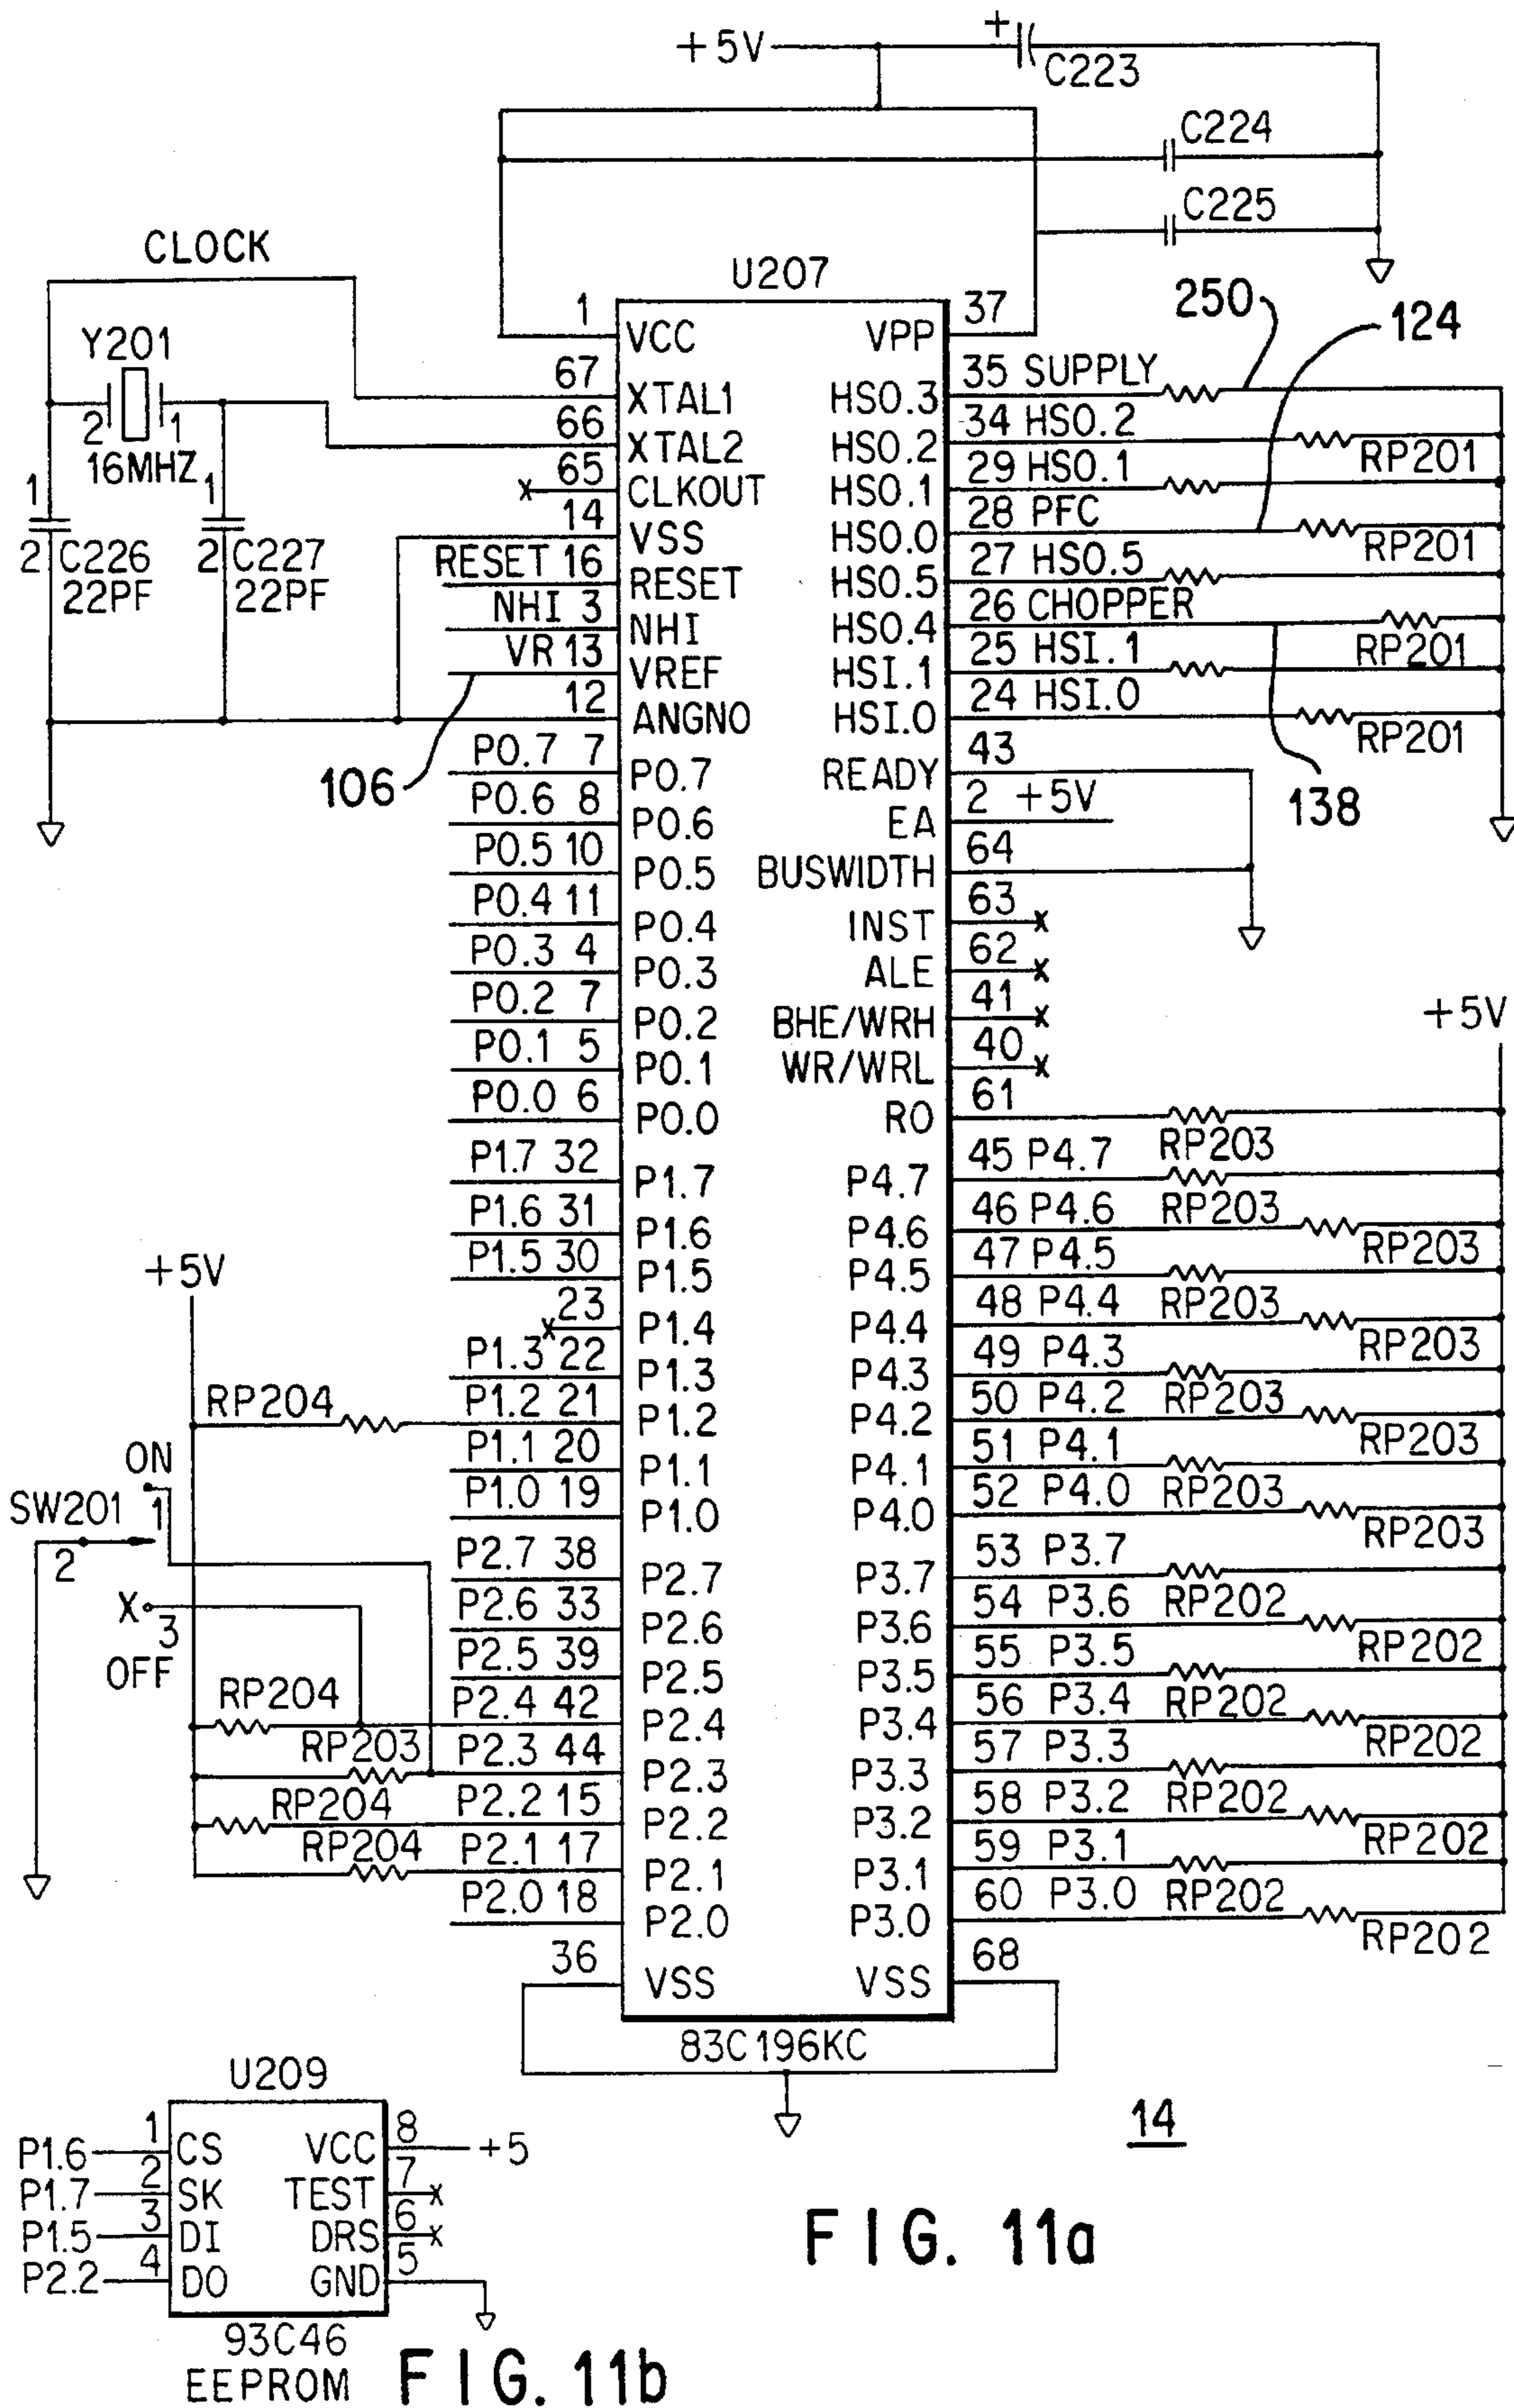 +5V
+
C223
C224
C225
CLOCK
U207
Y201
2 1
16MHZ
1 1
2 C226 2 C227
22PF 22PF
1 VCC VPP 37
67 XTAL1 HSO.3 35 SUPPLY 250 124
66 XTAL2 HSO.2 34 HSO.2 RP201
65 CLKOUT HSO.1 29 HSO.1
14 VSS HSO.0 28 PFC RP201
RESET 16 RESET HSO.5 27 HSO.5
NHI 3 NHI HSO.4 26 CHOPPER RP201
VR 13 VREF HSI.1 25 HSI.1
12 ANGNO HSI.0 24 HSI.0 RP201
106 138
P0.7 7 P0.7 READY 43
P0.6 8 P0.6 EA 2 +5V
P0.5 10 P0.5 BUSWIDTH 64
P0.4 11 P0.4 INST 63 x
P0.3 4 P0.3 ALE 62 x
P0.2 7 P0.2 BHE/WRH 41 x
P0.1 5 P0.1 WR/WRL 40 x
P0.0 6 P0.0 RO 61 RP203
+5V
P1.7 32 P1.7 P4.7 45 P4.7 RP203
P1.6 31 P1.6 P4.6 46 P4.6 RP203
P1.5 30 P1.5 P4.5 47 P4.5 RP203
+5V
x 23 P1.4 P4.4 48 P4.4 RP203
P1.3 22 P1.3 P4.3 49 P4.3 RP203
RP204 P1.2 21 P1.2 P4.2 50 P4.2 RP203
P1.1 20 P1.1 P4.1 51 P4.1 RP203
P1.0 19 P1.0 P4.0 52 P4.0 RP203
ON
SW201 1
2
X 3
OFF
P2.7 38 P2.7 P3.7 53 P3.7 RP202
P2.6 33 P2.6 P3.6 54 P3.6 RP202
P2.5 39 P2.5 P3.5 55 P3.5 RP202
RP204 P2.4 42 P2.4 P3.4 56 P3.4 RP202
RP203 P2.3 44 P2.3 P3.3 57 P3.3 RP202
RP204 P2.2 15 P2.2 P3.2 58 P3.2 RP202
RP204 P2.1 17 P2.1 P3.1 59 P3.1 RP202
P2.0 18 P2.0 P3.0 60 P3.0 RP202
36 VSS VSS 68
83C196KC
14
U209
P1.6 1 CS VCC 8 +5
P1.7 2 SK TEST 7 x
P1.5 3 DI DRS 6 x
P2.2 4 DO GND 5
93C46
EEPROM
FIG. 11a
FIG. 11b